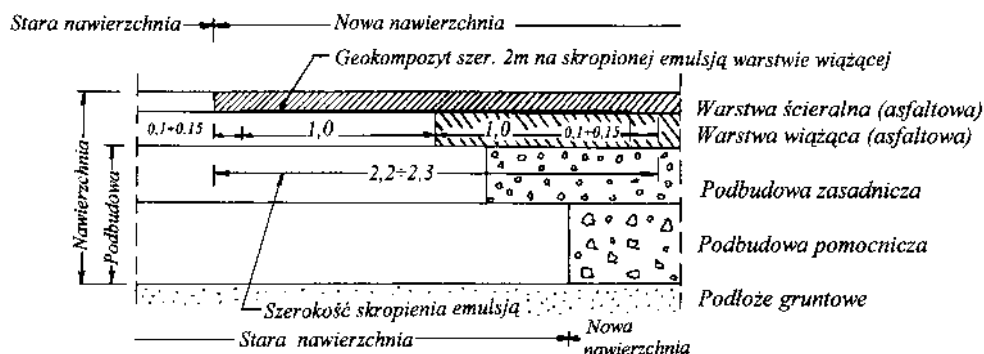 Stara nawierzchnia
Nowa nawierzchnia
Geokompozyt szer. 2m na skropionej emulsją warstwie wiążącej
Warstwa ścieralna (asfaltowa)
0,1÷0.15
1,0
1,0
0,1÷0,15
Warstwa wiążąca (asfaltowa)
2,2÷2,3
Podbudowa zasadnicza
Nawierzchnia
Podbudowa
Podbudowa pomocnicza
Szerokość skropienia emulsją
Podłoże gruntowe
Stara nawierzchnia
Nowa
nawierzchnia